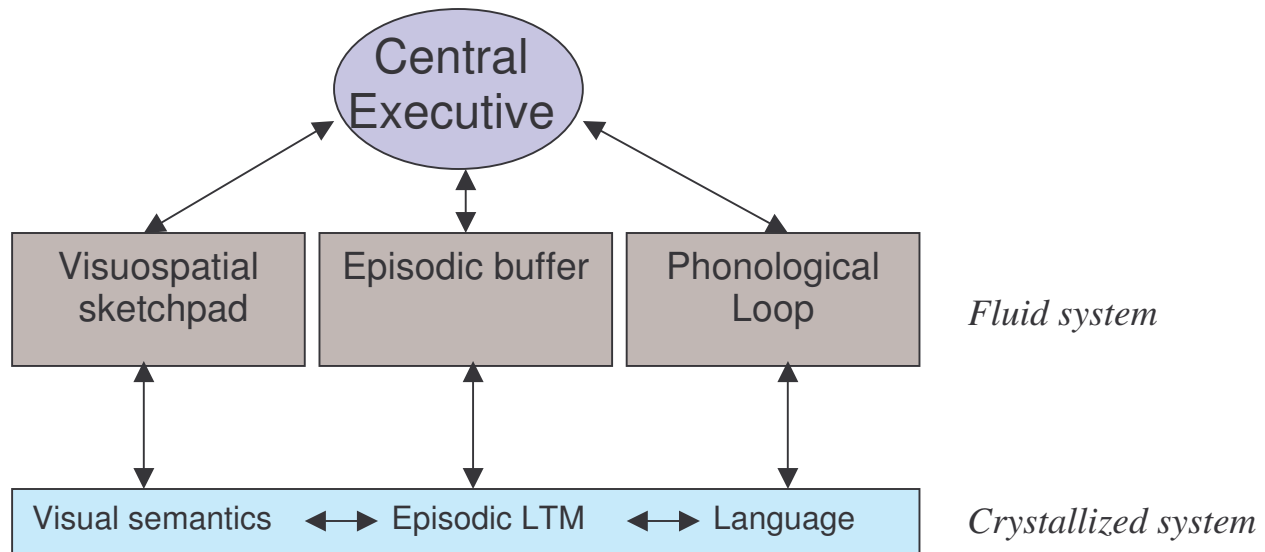 Central
Executive
Visuospatial
sketchpad
Episodic buffer
Phonological
Loop
Fluid system
Visual semantics
Episodic LTM
Language
Crystallized system